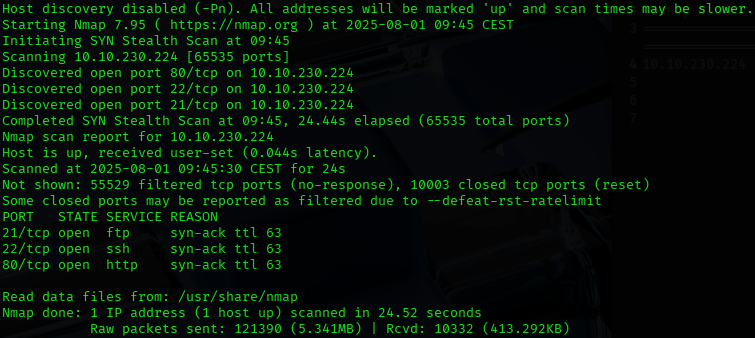 Host discovery disabled (-Pn). All addresses will be marked 'up' and scan times may be slower.
Starting Nmap 7.95 ( https://nmap.org ) at 2025-08-01 09:45 CEST
Initiating SYN Stealth Scan at 09:45
Scanning 10.10.230.224 [65535 ports]
Discovered open port 80/tcp on 10.10.230.224
Discovered open port 22/tcp on 10.10.230.224
Discovered open port 21/tcp on 10.10.230.224
Completed SYN Stealth Scan at 09:45, 24.44s elapsed (65535 total ports)
Nmap scan report for 10.10.230.224
Host is up, received user-set (0.044s latency).
Scanned at 2025-08-01 09:45:30 CEST for 24s
Not shown: 55529 filtered tcp ports (no-response), 10003 closed tcp ports (reset)
Some closed ports may be reported as filtered due to --defeat-rst-ratelimit
PORT   STATE SERVICE REASON
21/tcp open  ftp     syn-ack ttl 63
22/tcp open  ssh     syn-ack ttl 63
80/tcp open  http    syn-ack ttl 63
Read data files from: /usr/share/nmap
Nmap done: 1 IP address (1 host up) scanned in 24.52 seconds
Raw packets sent: 121390 (5.341MB) | Rcvd: 10332 (413.292KB)
3
4 10.10.230.224
5
6
7